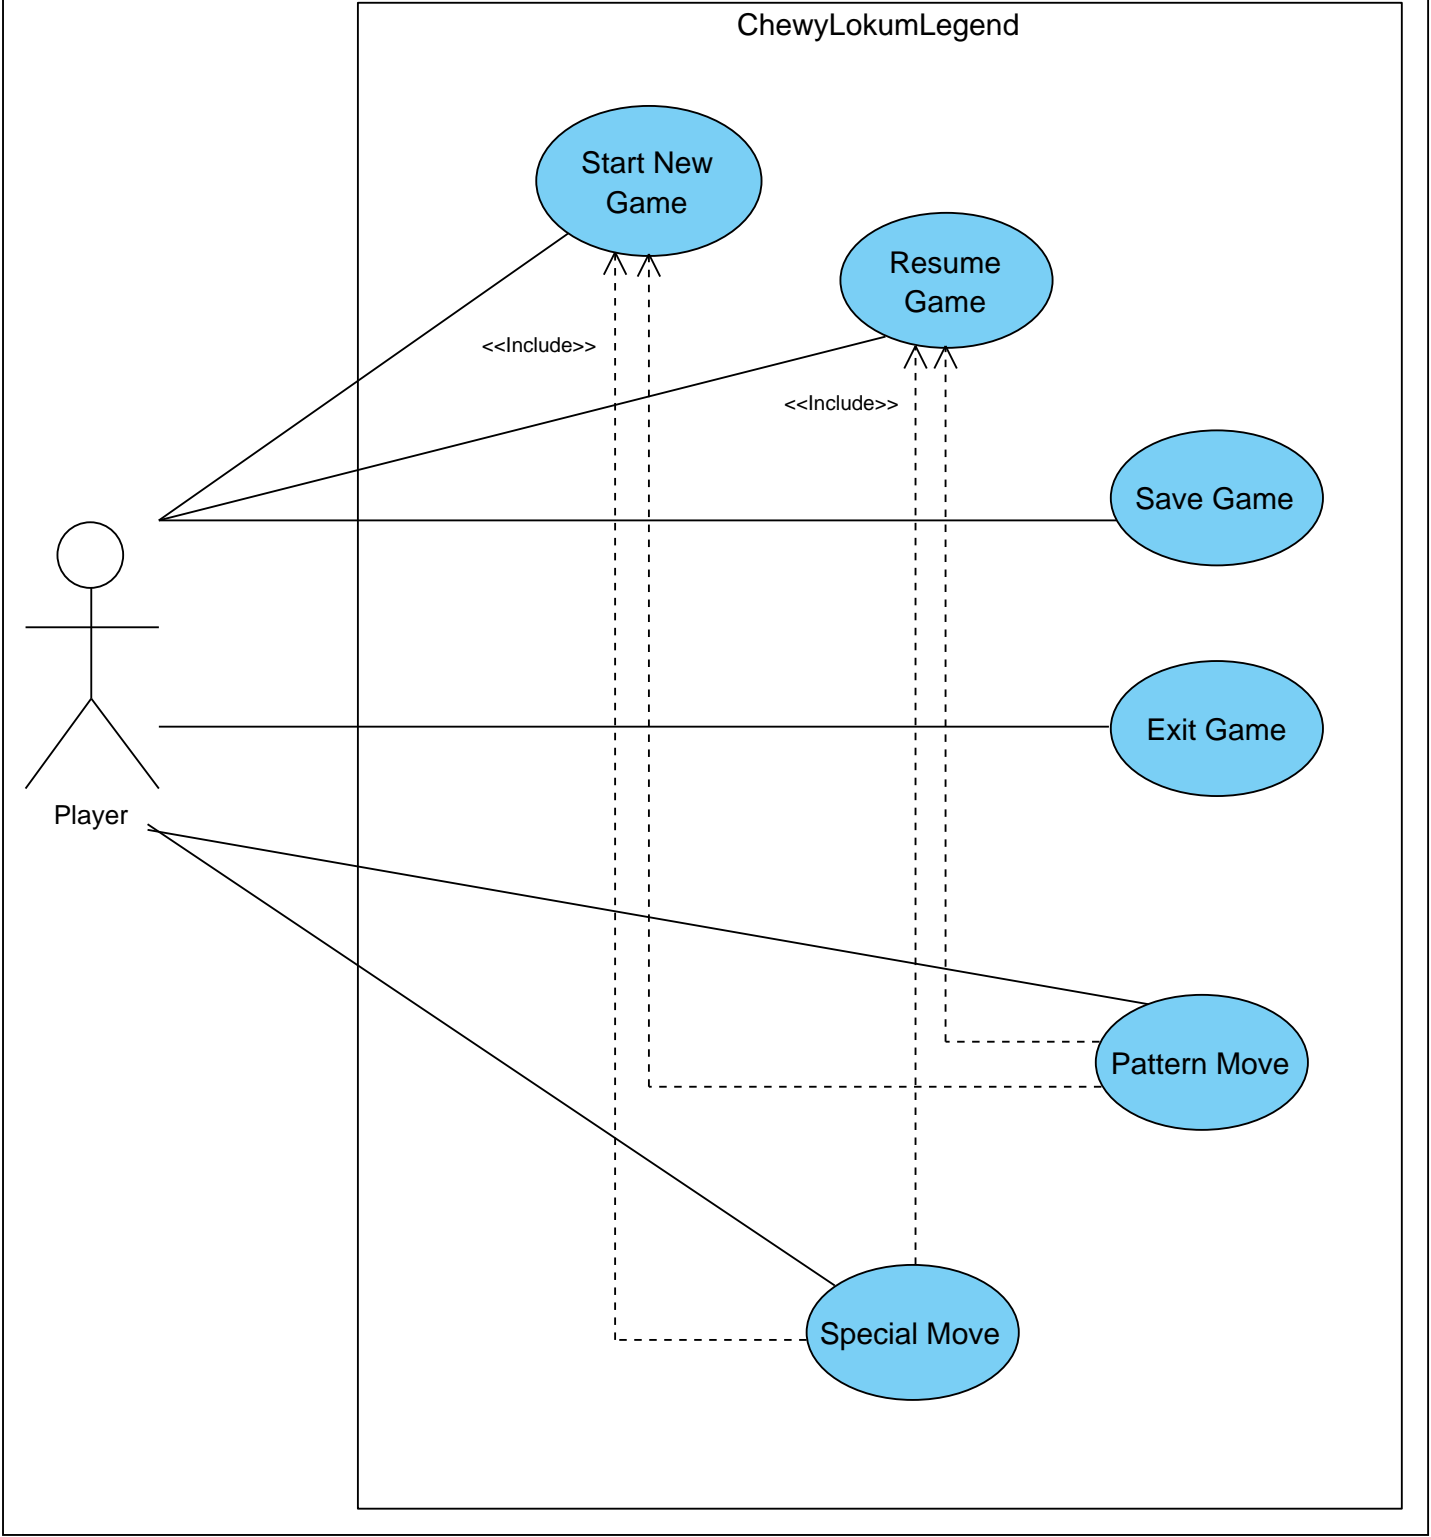 ChewyLokumLegend
Start New
Game
Resume
Game
<<Include>>
<<Include>>
Save Game
Exit Game
Player
Pattern Move
Special Move